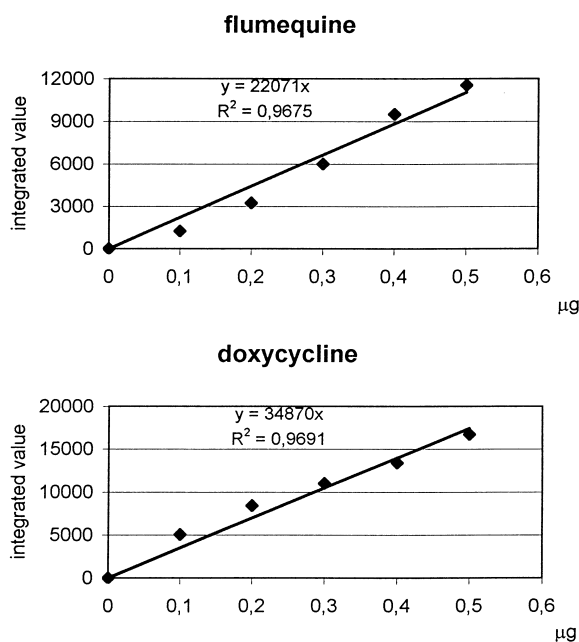 flumequine
12000
y = 22071x
R² = 0,9675
9000
6000
3000
0
integrated value
0 0,1 0,2 0,3 0,4 0,5 0,6
µg
doxycycline
20000
y = 34870x
R² = 0,9691
15000
10000
5000
0
integrated value
0 0,1 0,2 0,3 0,4 0,5 0,6
µg